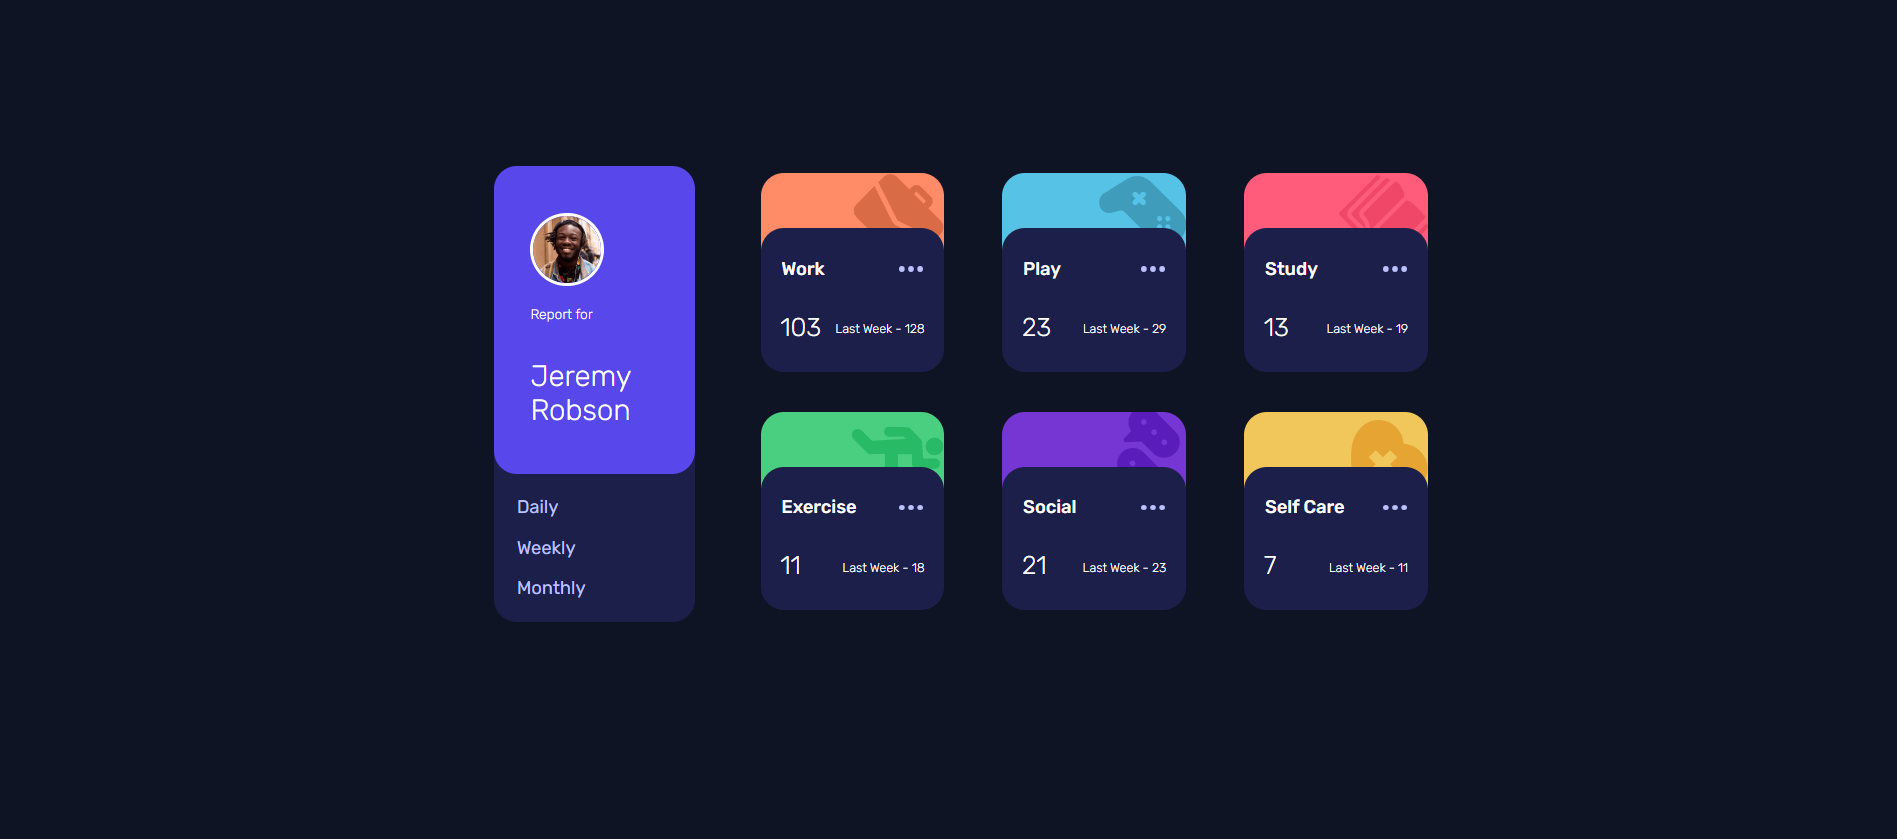 Report for
Jeremy
Robson
Daily
Weekly
Monthly
Work
103 Last Week - 128
Play
23 Last Week - 29
Study
13 Last Week - 19
Exercise
11 Last Week - 18
Social
21 Last Week - 23
Self Care
7 Last Week - 11